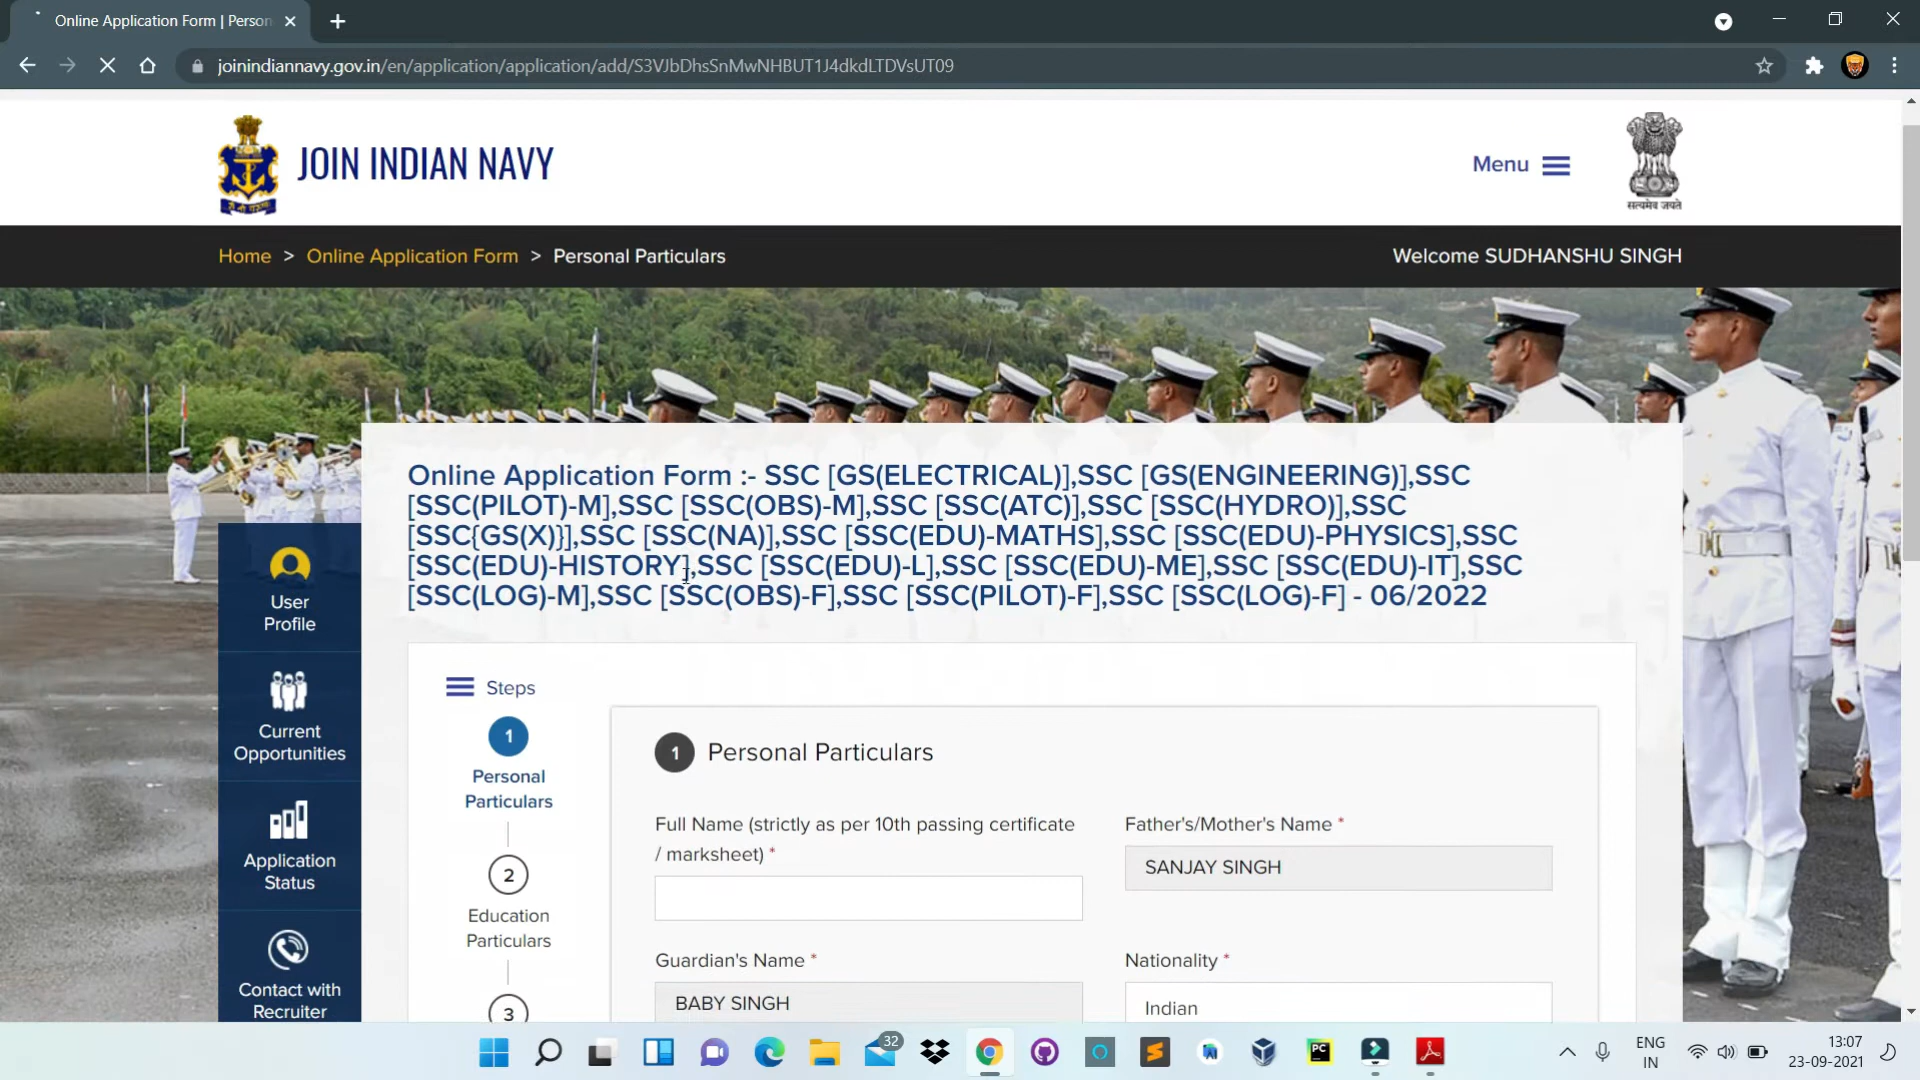 Online Application Form | Person
joinindiannavy.gov.in/en/application/application/add/S3VJbDhsSnMwNHBUT1J4dkdLTDVsUT09
JOIN INDIAN NAVY
Menu
सत्यमेव जयते
Home > Online Application Form > Personal Particulars
Welcome SUDHANSHU SINGH
Online Application Form :- SSC [GS(ELECTRICAL)],SSC [GS(ENGINEERING)],SSC
[SSC(PILOT)-M],SSC [SSC(OBS)-M],SSC [SSC(ATC)],SSC [SSC(HYDRO)],SSC
[SSC{GS(X)}],SSC [SSC(NA)],SSC [SSC(EDU)-MATHS],SSC [SSC(EDU)-PHYSICS],SSC
[SSC(EDU)-HISTORY],SSC [SSC(EDU)-L],SSC [SSC(EDU)-ME],SSC [SSC(EDU)-IT],SSC
[SSC(LOG)-M],SSC [SSC(OBS)-F],SSC [SSC(PILOT)-F],SSC [SSC(LOG)-F] - 06/2022
User
Profile
Current
Opportunities
Application
Status
Contact with
Recruiter
Steps
1
Personal
Particulars
2
Education
Particulars
3
1 Personal Particulars
Full Name (strictly as per 10th passing certificate
/ marksheet) *
Father's/Mother's Name *
SANJAY SINGH
Guardian's Name *
BABY SINGH
Nationality *
Indian
32
PC
ENG
IN
13:07
23-09-2021